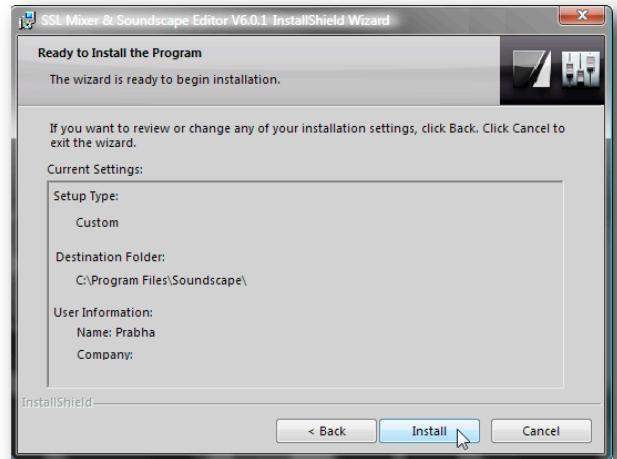 SSL Mixer & Soundscape Editor V6.0.1 InstallShield Wizard
Ready to Install the Program
The wizard is ready to begin installation.
If you want to review or change any of your installation settings, click Back. Click Cancel to
exit the wizard.
Current Settings:
Setup Type:
Custom
Destination Folder:
C:\Program Files\Soundscape\
User Information:
Name: Prabha
Company:
InstallShield
< Back
Install
Cancel